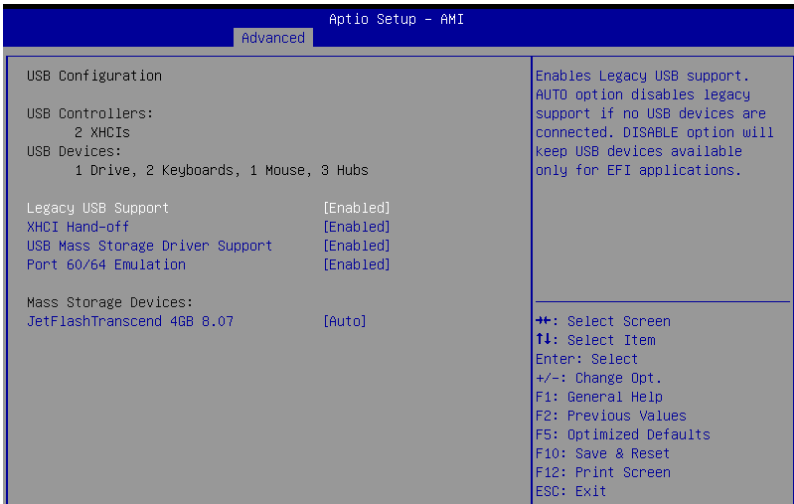 Aptio Setup – AMI
Advanced
USB Configuration
USB Controllers:
2 XHCIs
USB Devices:
1 Drive, 2 Keyboards, 1 Mouse, 3 Hubs
Legacy USB Support [Enabled]
XHCI Hand-off [Enabled]
USB Mass Storage Driver Support [Enabled]
Port 60/64 Emulation [Enabled]
Mass Storage Devices:
JetFlashTranscend 4GB 8.07 [Auto]
Enables Legacy USB support.
AUTO option disables legacy
support if no USB devices are
connected. DISABLE option will
keep USB devices available
only for EFI applications.
→←: Select Screen
↑↓: Select Item
Enter: Select
+/-: Change Opt.
F1: General Help
F2: Previous Values
F5: Optimized Defaults
F10: Save & Reset
F12: Print Screen
ESC: Exit